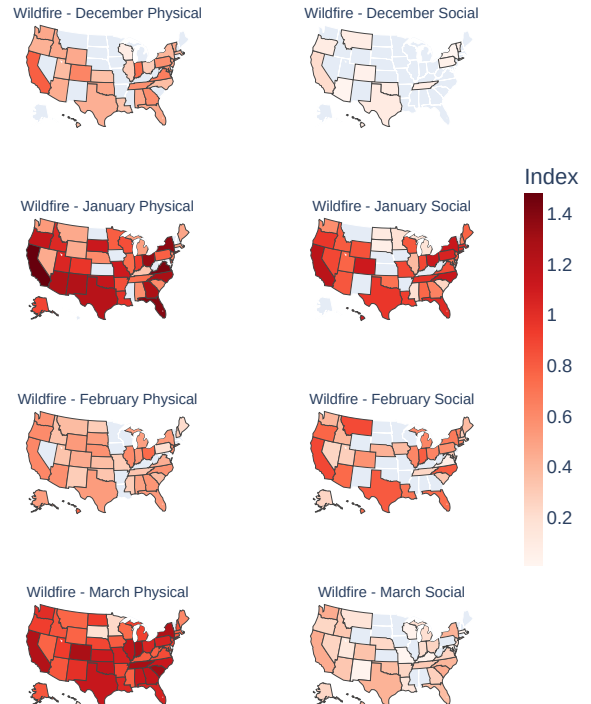 Wildfire - December Physical
Wildfire - December Social
Index
Wildfire - January Physical
Wildfire - January Social
1.4
1.2
1
0.8
0.6
0.4
0.2
Wildfire - February Physical
Wildfire - February Social
Wildfire - March Physical
Wildfire - March Social